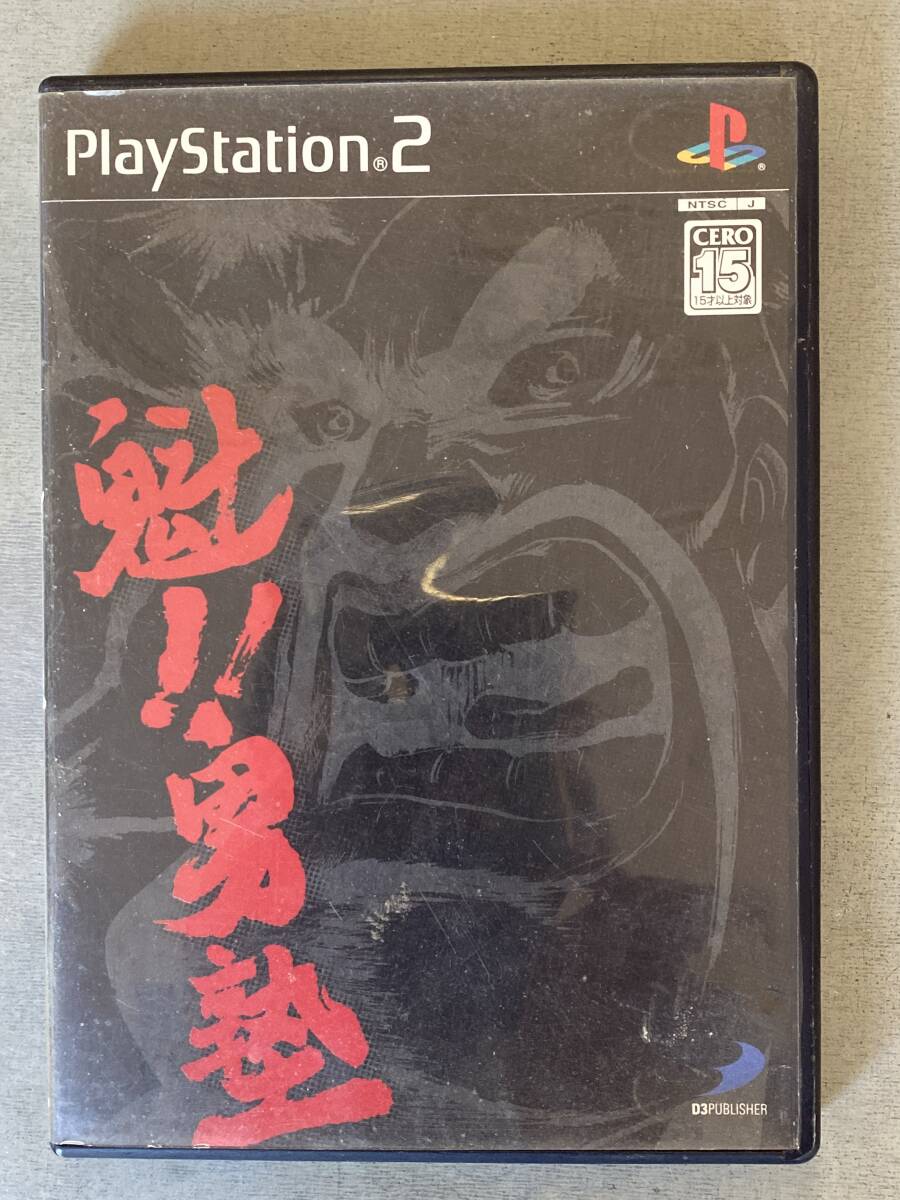 PlayStation®2
NTSC J
CERO
15
15才以上対象
魁!!男塾
D3PUBLISHER